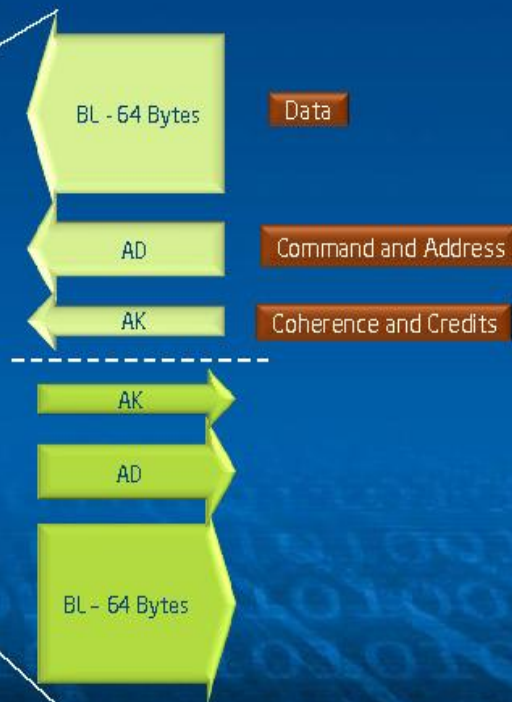 BL - 64 Bytes
Data
AD
Command and Address
AK
Coherence and Credits
AK
AD
BL – 64 Bytes